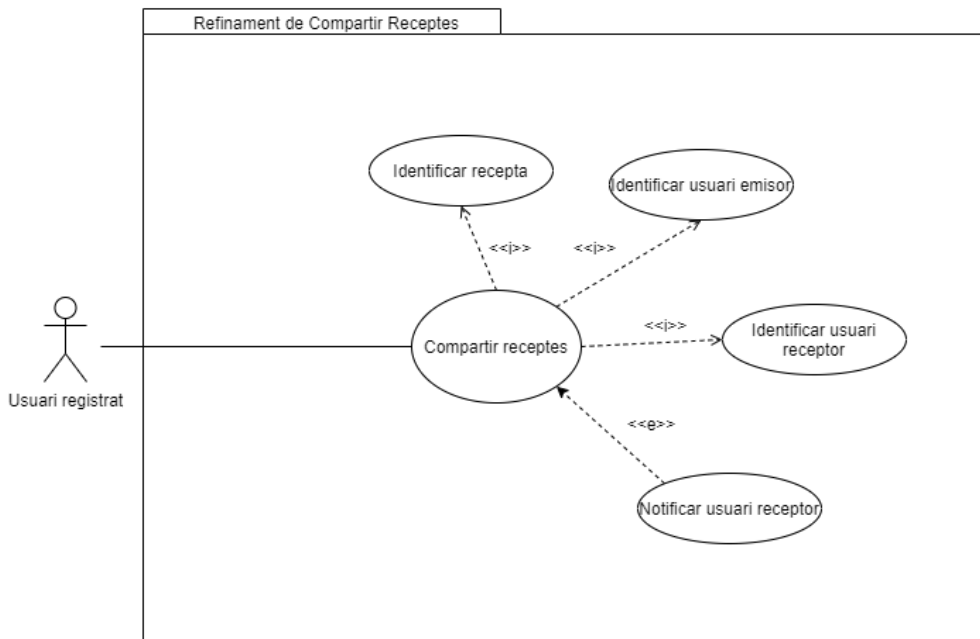 Refinament de Compartir Receptes
Identificar recepta
Identificar usuari emisor
<<i>>
<<i>>
Compartir receptes
<<i>>
Identificar usuari
receptor
Usuari registrat
<<e>>
Notificar usuari receptor